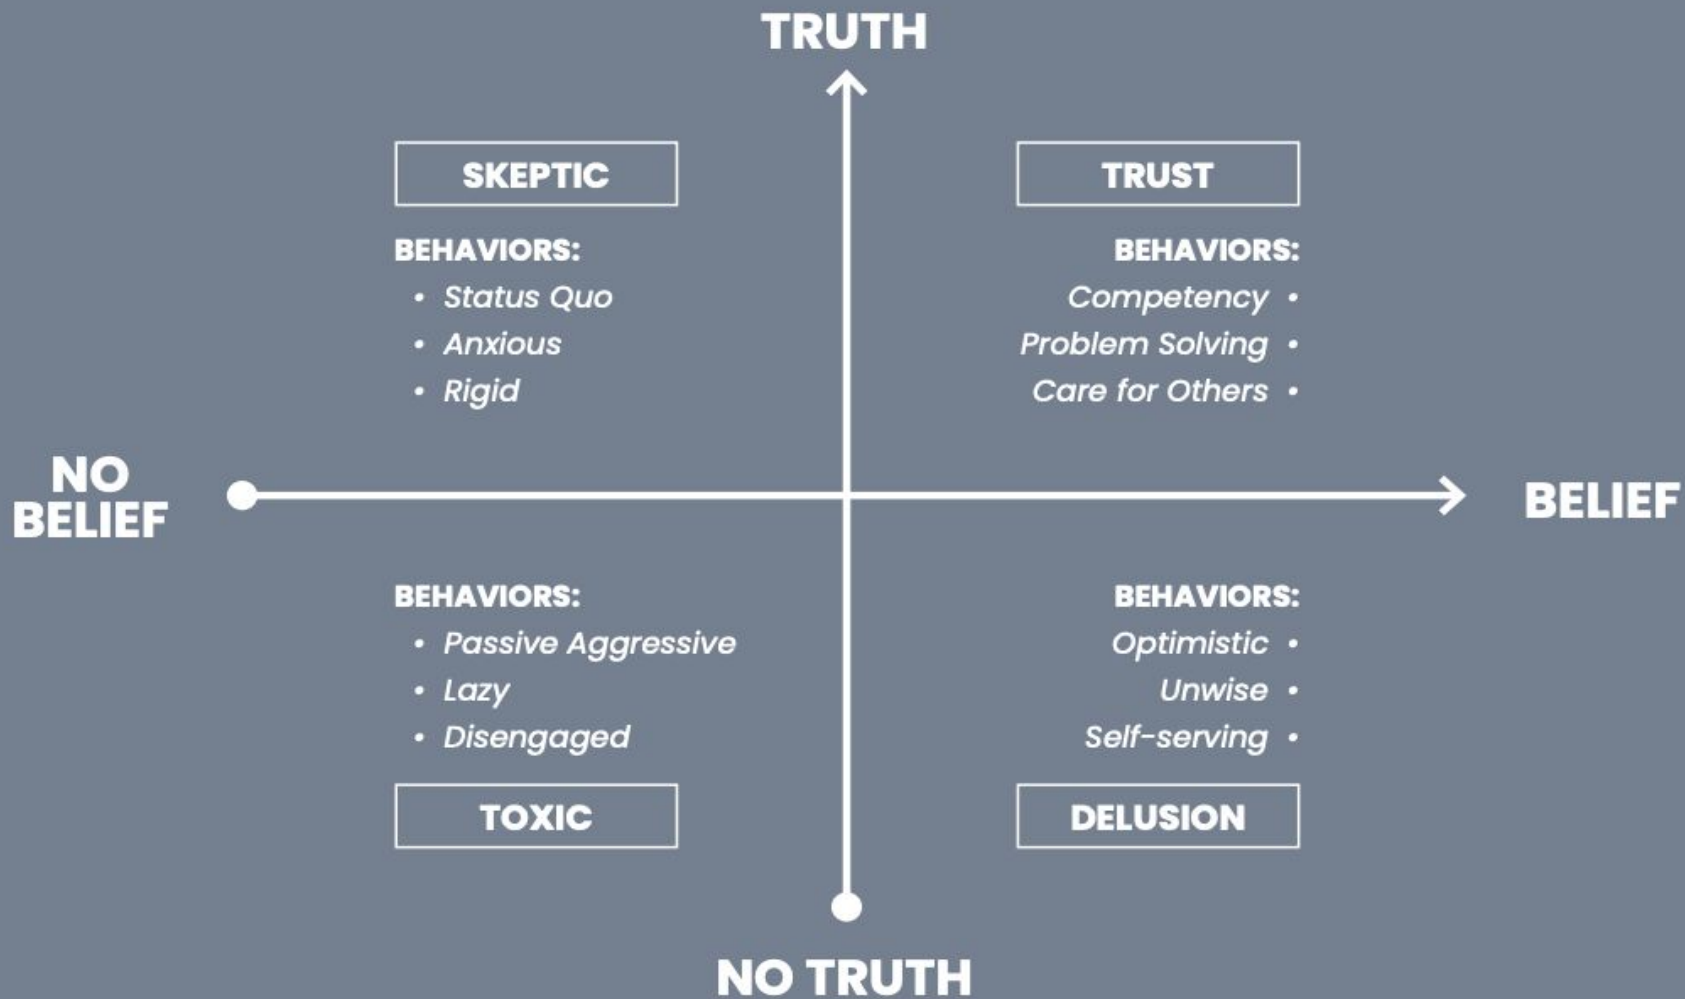 TRUTH
SKEPTIC
BEHAVIORS:
• Status Quo
• Anxious
• Rigid
TRUST
BEHAVIORS:
Competency •
Problem Solving •
Care for Others •
NO
BELIEF
BELIEF
BEHAVIORS:
• Passive Aggressive
• Lazy
• Disengaged
TOXIC
BEHAVIORS:
Optimistic •
Unwise •
Self-serving •
DELUSION
NO TRUTH